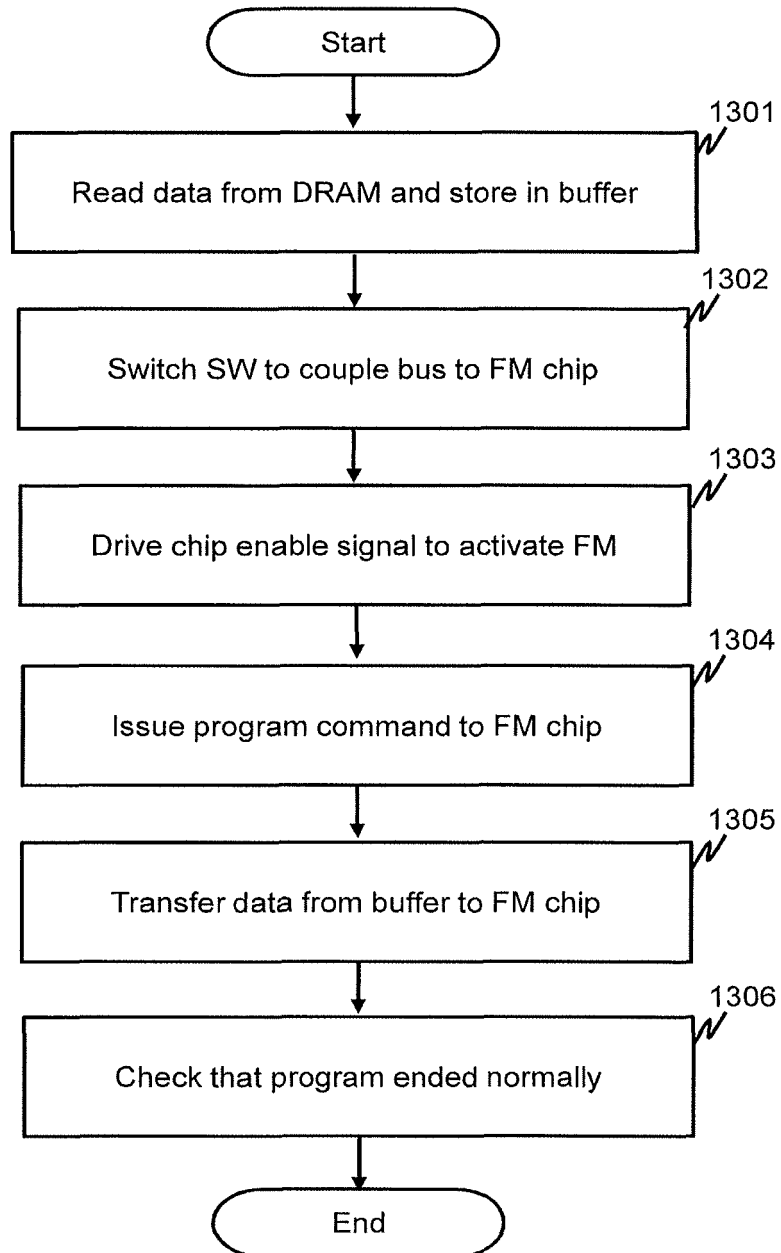 Start
1301
Read data from DRAM and store in buffer
1302
Switch SW to couple bus to FM chip
1303
Drive chip enable signal to activate FM
1304
Issue program command to FM chip
1305
Transfer data from buffer to FM chip
1306
Check that program ended normally
End